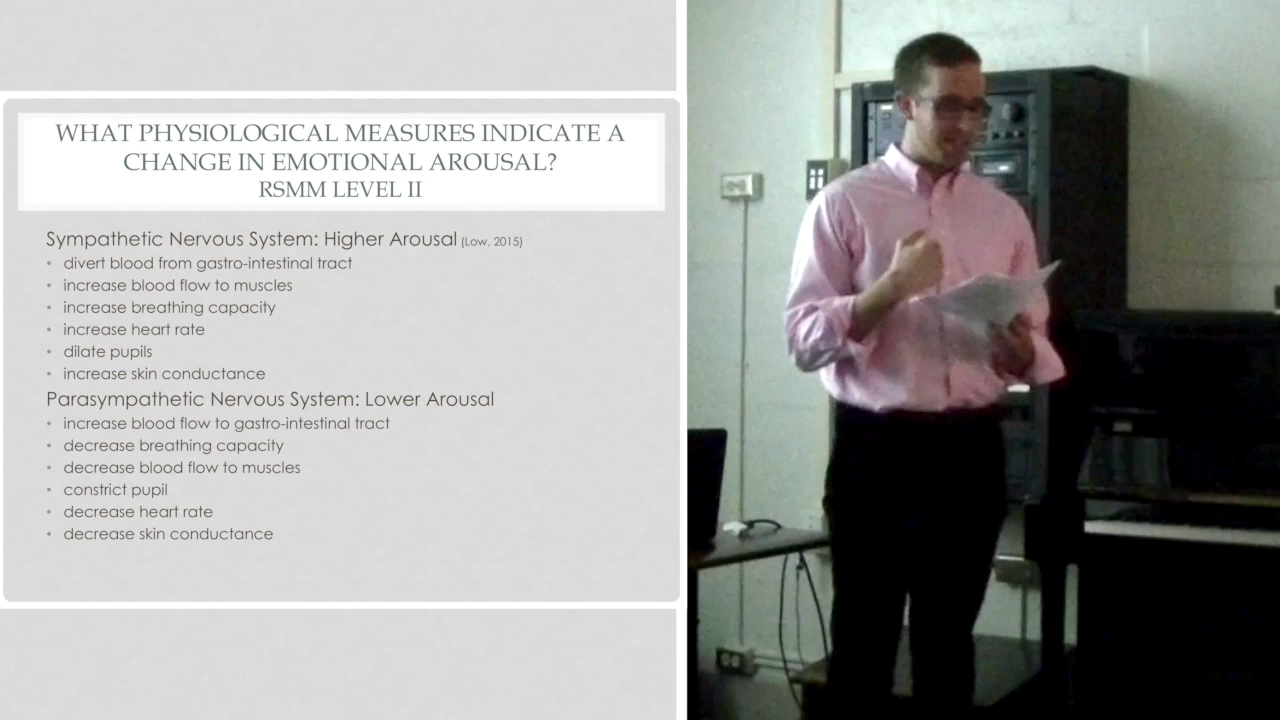 WHAT PHYSIOLOGICAL MEASURES INDICATE A
CHANGE IN EMOTIONAL AROUSAL?
RSMM LEVEL II
Sympathetic Nervous System: Higher Arousal (Low, 2015)
• divert blood from gastro-intestinal tract
• increase blood flow to muscles
• increase breathing capacity
• increase heart rate
• dilate pupils
• increase skin conductance
Parasympathetic Nervous System: Lower Arousal
• increase blood flow to gastro-intestinal tract
• decrease breathing capacity
• decrease blood flow to muscles
• constrict pupil
• decrease heart rate
• decrease skin conductance